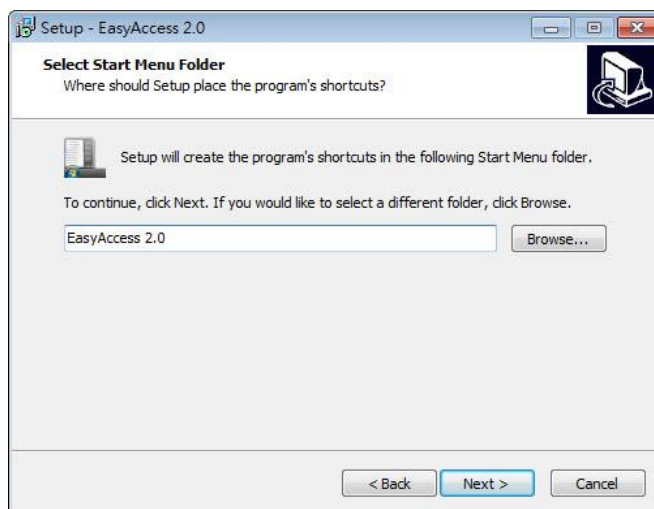 Setup - EasyAccess 2.0
Select Start Menu Folder
Where should Setup place the program's shortcuts?
Setup will create the program's shortcuts in the following Start Menu folder.
To continue, click Next. If you would like to select a different folder, click Browse.
EasyAccess 2.0
Browse...
< Back
Next >
Cancel